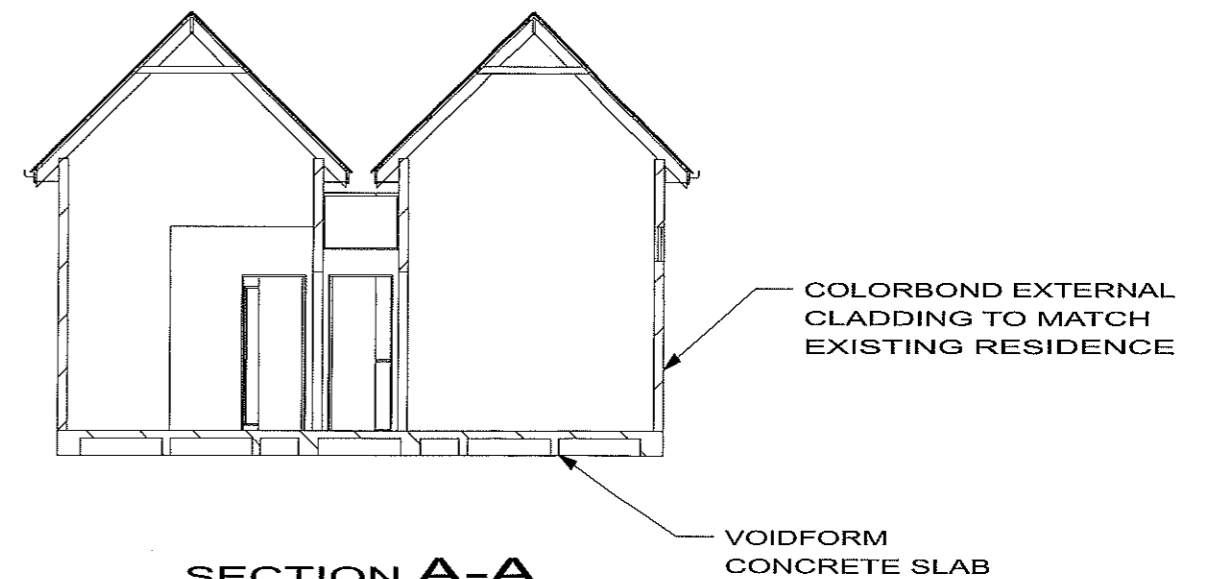 COLORBOND EXTERNAL
CLADDING TO MATCH
EXISTING RESIDENCE
VOIDFORM
CONCRETE SLAB
SECTION A-A